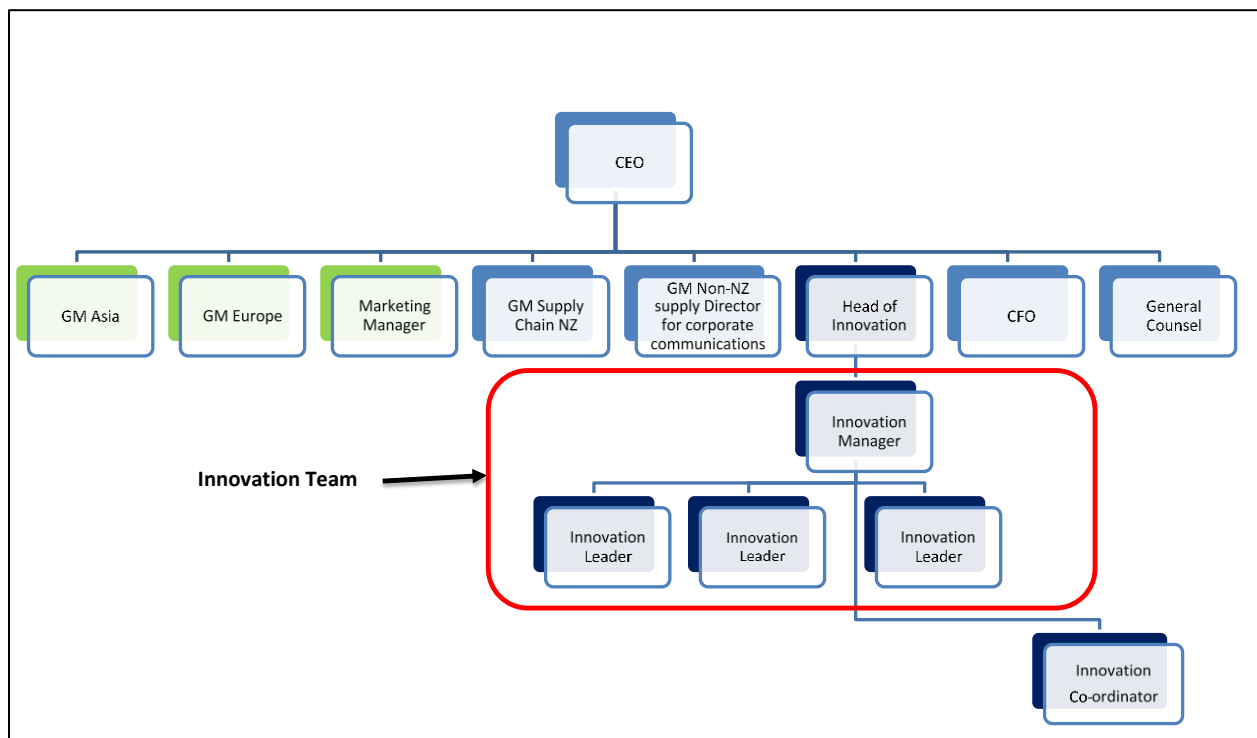 CEO
GM Asia
GM Europe
Marketing
Manager
GM Supply
Chain NZ
GM Non-NZ
supply Director
for corporate
communications
Head of
Innovation
CFO
General
Counsel
Innovation
Manager
Innovation Team
Innovation
Leader
Innovation
Leader
Innovation
Leader
Innovation
Co-ordinator